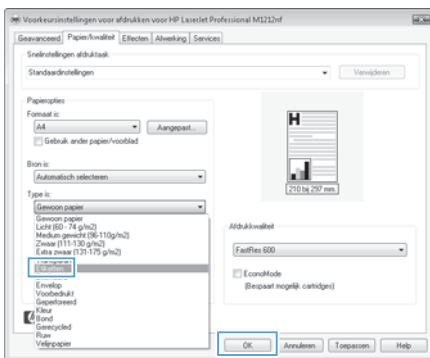 Voorkeursinstellingen voor afdrukken voor HP LaserJet Professional M1212nf
Geavanceerd Papier/kwaliteit Effecten Afwerking Services
Snelinstellingen afdruktaak
Standaardinstellingen
Verwijderen
Papieropties
Formaat is:
A4
Aangepast...
Gebruik ander papier/voorblad
Bron is:
Automatisch selecteren
Type is:
Gewoon papier
Gewoon papier
Licht (60 - 74 g/m2)
Medium gewicht (96-110g/m2)
Zwaar (111-130 g/m2)
Extra zwaar (131-175 g/m2)
Etiketten
Envelop
Voorbedrukt
Geperforeerd
Kleur
Bond
Gerecycled
Ruw
Velijnpapier
H
210 bij 297 mm.
Afdrukkwaliteit
FastRes 600
EconoMode
(Bespaart mogelijk cartridges)
OK Annuleren Toepassen Help